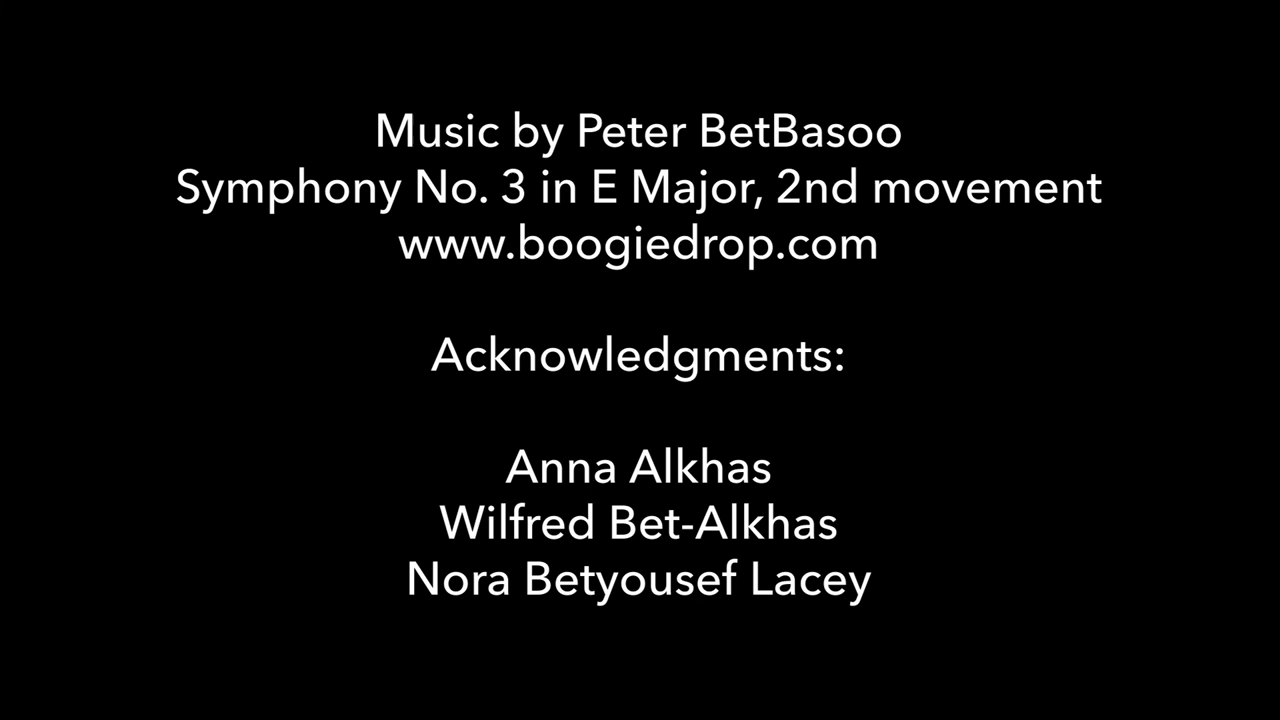 Music by Peter BetBasoo
Symphony No. 3 in E Major, 2nd movement
www.boogiedrop.com
Acknowledgments:
Anna Alkhas
Wilfred Bet-Alkhas
Nora Betyousef Lacey